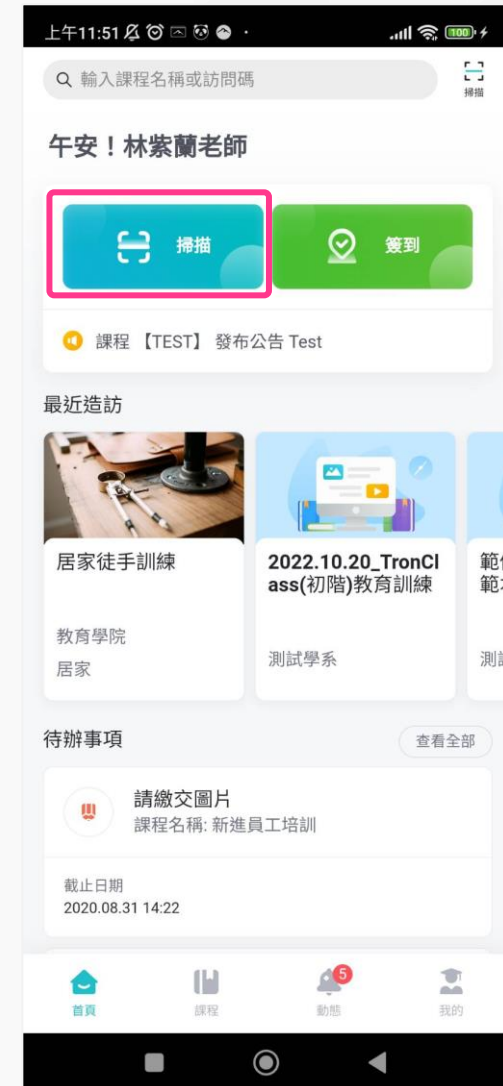 上午11:51
100
輸入課程名稱或訪問碼
掃描
午安！林紫蘭老師
掃描
簽到
課程 【TEST】 發布公告 Test
最近造訪
居家徒手訓練
教育學院
居家
2022.10.20_TronCl
ass(初階)教育訓練
測試學系
範
範
測
待辦事項
查看全部
請繳交圖片
課程名稱: 新進員工培訓
截止日期
2020.08.31 14:22
首頁
課程
5
動態
我的